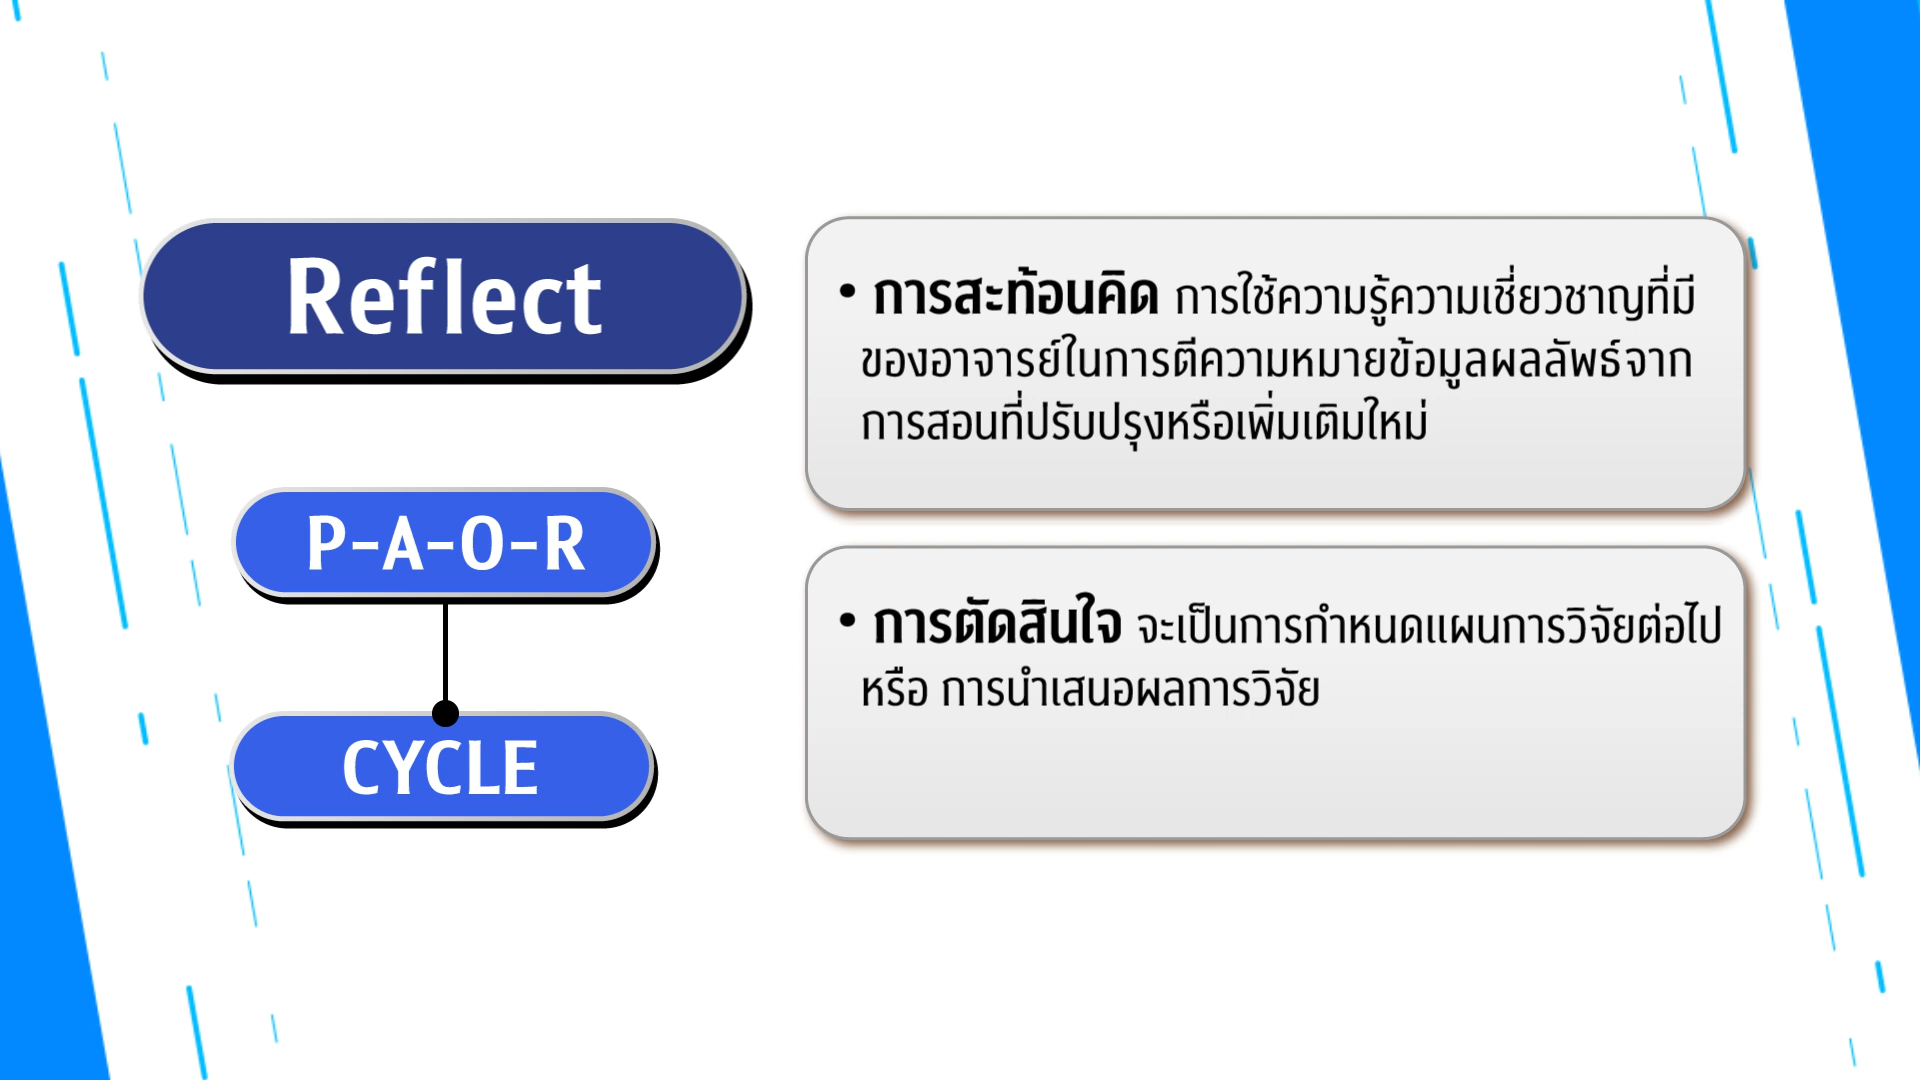 Reflect
P-A-O-R
CYCLE
• การสะท้อนคิด การใช้ความรู้ความเชี่ยวชาญที่มี
ของอาจารย์ในการตีความหมายข้อมูลผลลัพธ์จาก
การสอนที่ปรับปรุงหรือเพิ่มเติมใหม่
• การตัดสินใจ จะเป็นการกำหนดแผนการวิจัยต่อไป
หรือ การนำเสนอผลการวิจัย